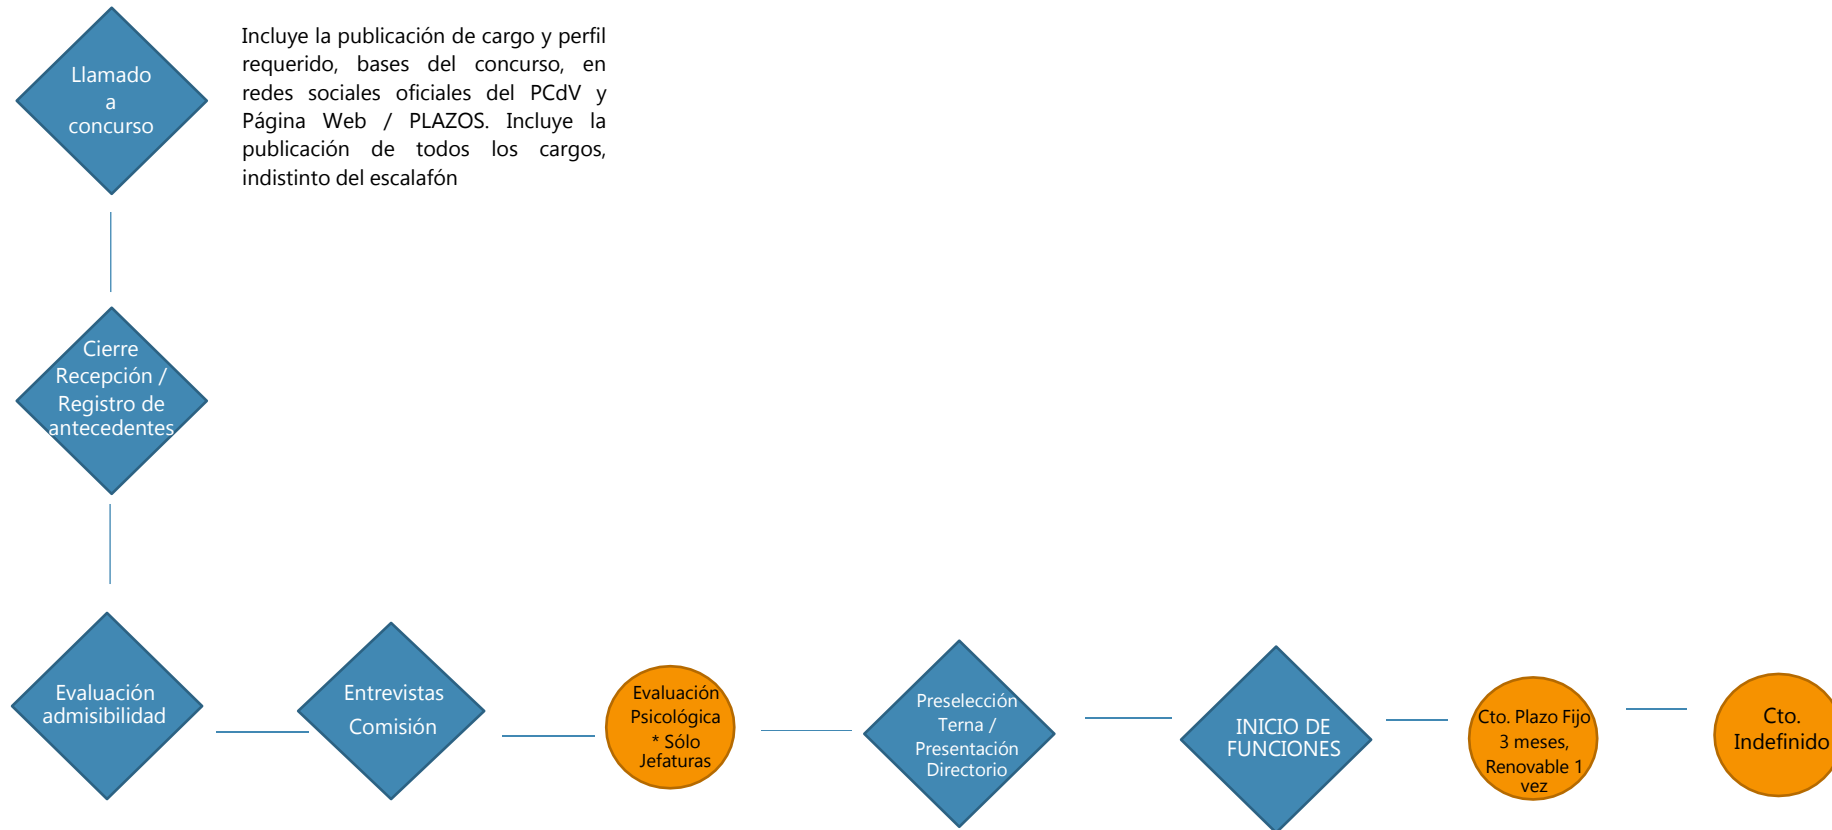 Llamado
a
concurso
Incluye la publicación de cargo y perfil
requerido, bases del concurso, en
redes sociales oficiales del PCdV y
Página Web / PLAZOS. Incluye la
publicación de todos los cargos,
indistinto del escalafón
Cierre
Recepción /
Registro de
antecedentes
Evaluación
admisibilidad
Entrevistas
Comisión
Evaluación
Psicológica
* Sólo
Jefaturas
Preselección
Terna /
Presentación
Directorio
INICIO DE
FUNCIONES
Cto. Plazo Fijo
3 meses,
Renovable 1
vez
Cto.
Indefinido